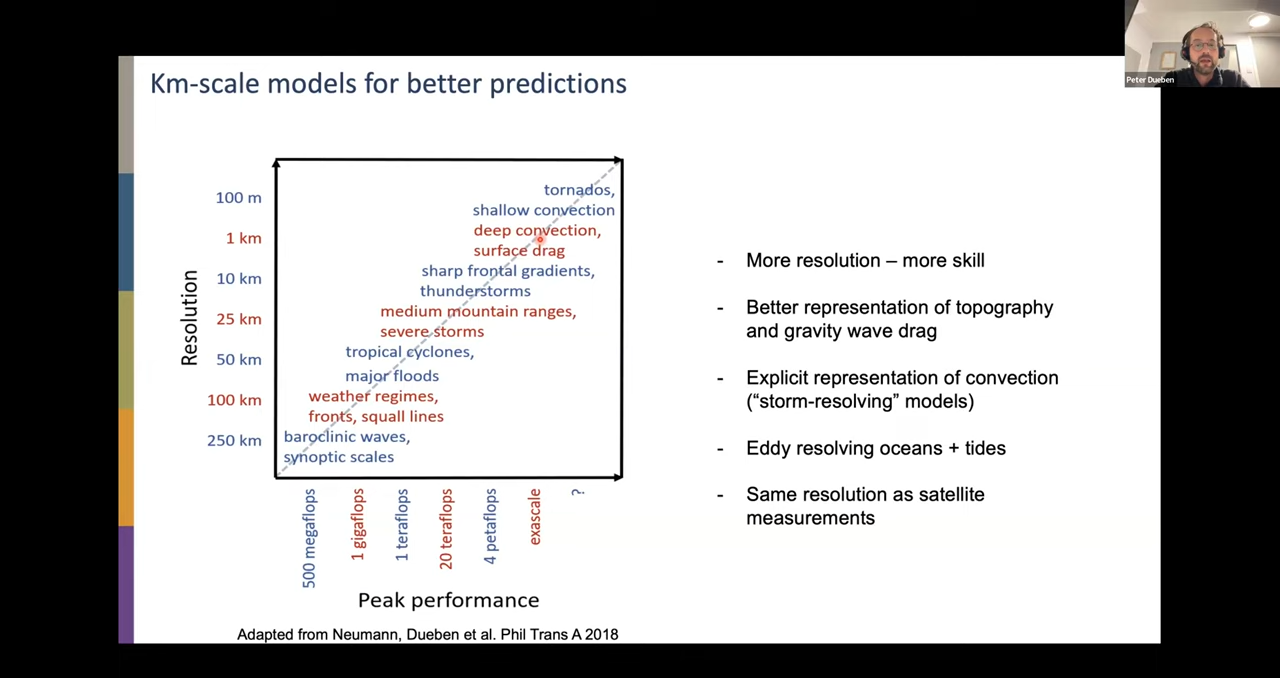 Peter Dueben
Km-scale models for better predictions
Resolution
100 m
1 km
10 km
25 km
50 km
100 km
250 km
tornados,
shallow convection
deep convection,
surface drag
sharp frontal gradients,
thunderstorms
medium mountain ranges,
severe storms
tropical cyclones,
major floods
weather regimes,
fronts, squall lines
baroclinic waves,
synoptic scales
500 megaflops
1 gigaflops
1 teraflops
20 teraflops
4 petaflops
exascale
?
Peak performance
Adapted from Neumann, Dueben et al. Phil Trans A 2018
- More resolution – more skill
- Better representation of topography
and gravity wave drag
- Explicit representation of convection
(“storm-resolving” models)
- Eddy resolving oceans + tides
- Same resolution as satellite
measurements